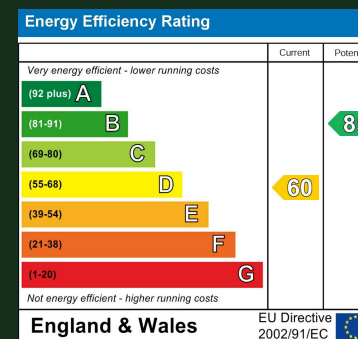 Energy Efficiency Rating
Current
Very energy efficient - lower running costs
(92 plus) A
(81-91) B
(69-80) C
(55-68) D
60
(39-54) E
(21-38) F
(1-20) G
Not energy efficient - higher running costs
England & Wales
EU Directive
2002/91/EC